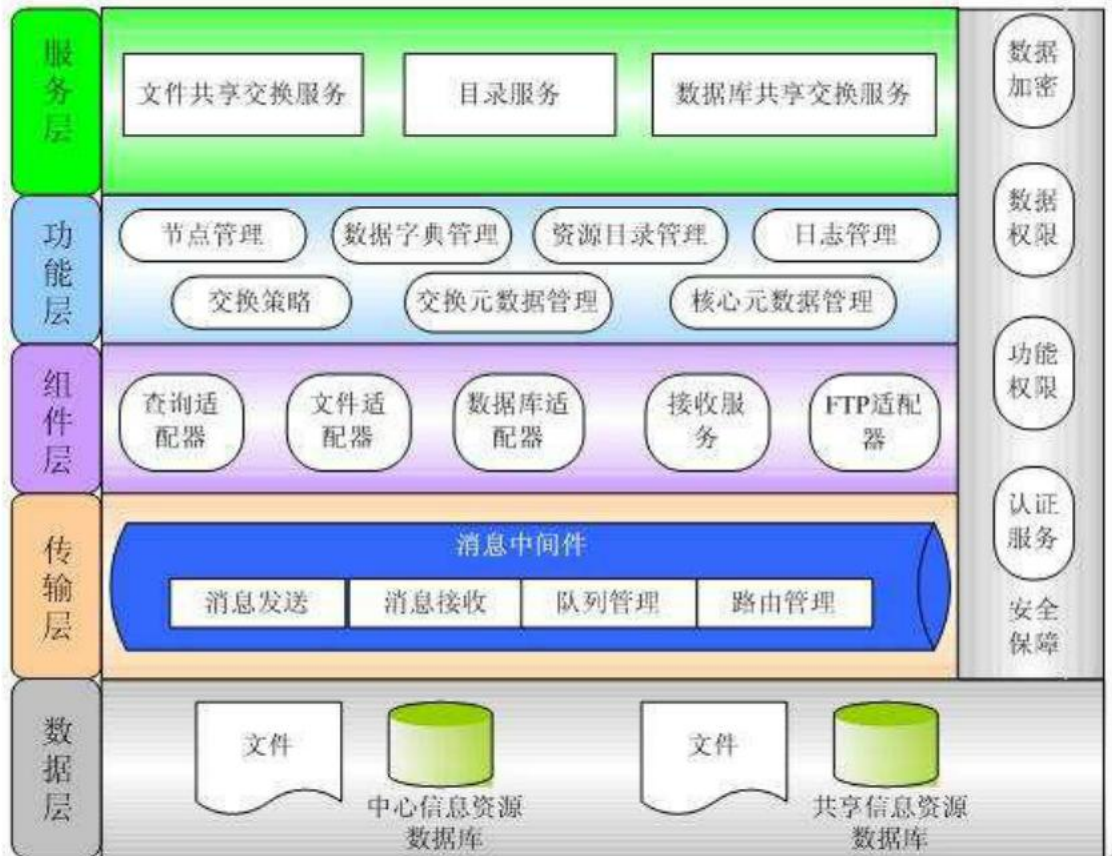 服务层
文件共享交换服务
目录服务
数据库共享交换服务
功能层
节点管理
数据字典管理
资源目录管理
日志管理
交换策略
交换元数据管理
核心元数据管理
组件层
查询适
配器
文件适
配器
数据库适
配器
接收服
务
FTP适配
器
传输层
消息中间件
消息发送
消息接收
队列管理
路由管理
数据层
文件
中心信息资源
数据库
文件
共享信息资源
数据库
数据
加密
数据
权限
功能
权限
认证
服务
安全
保障